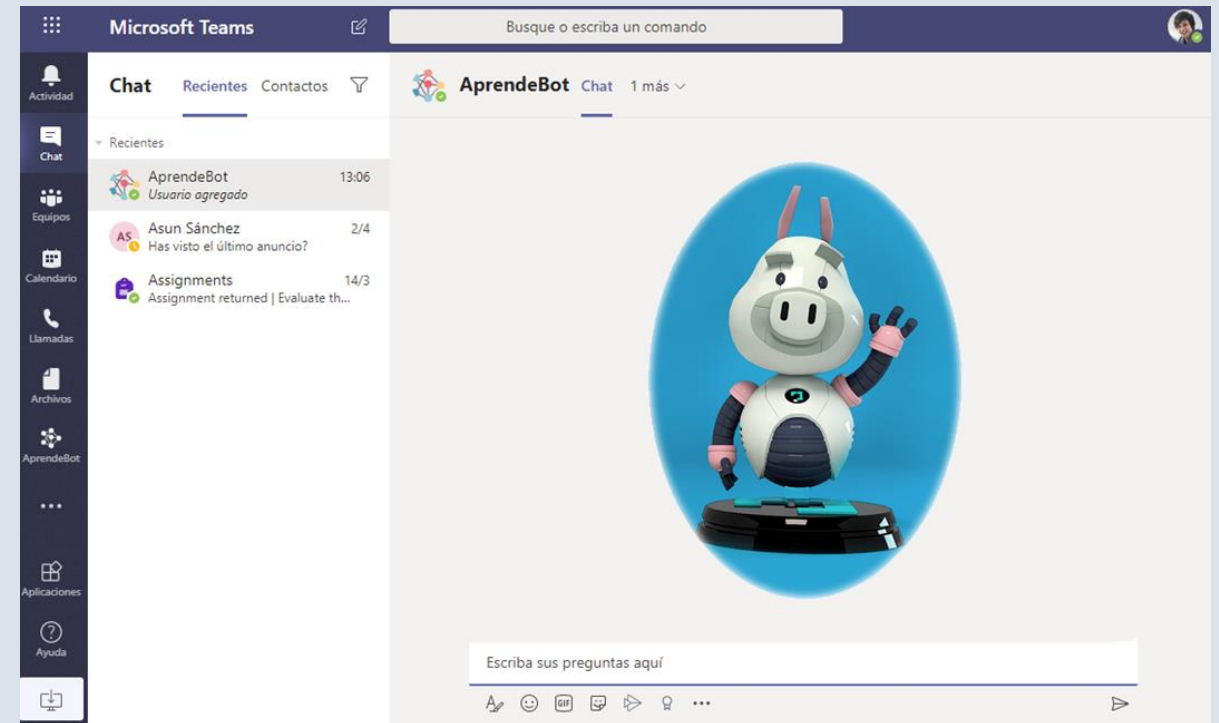 Microsoft Teams
Busque o escriba un comando
Actividad
Chat
Equipos
Calendario
Llamadas
Archivos
AprendeBot
Aplicaciones
Ayuda
Chat Recientes Contactos
Recientes
AprendeBot 13:06
Usuario agregado
AS
Asun Sánchez 2/4
Has visto el último anuncio?
Assignments 14/3
Assignment returned | Evaluate th...
AprendeBot Chat 1 más
Escriba sus preguntas aquí
GIF